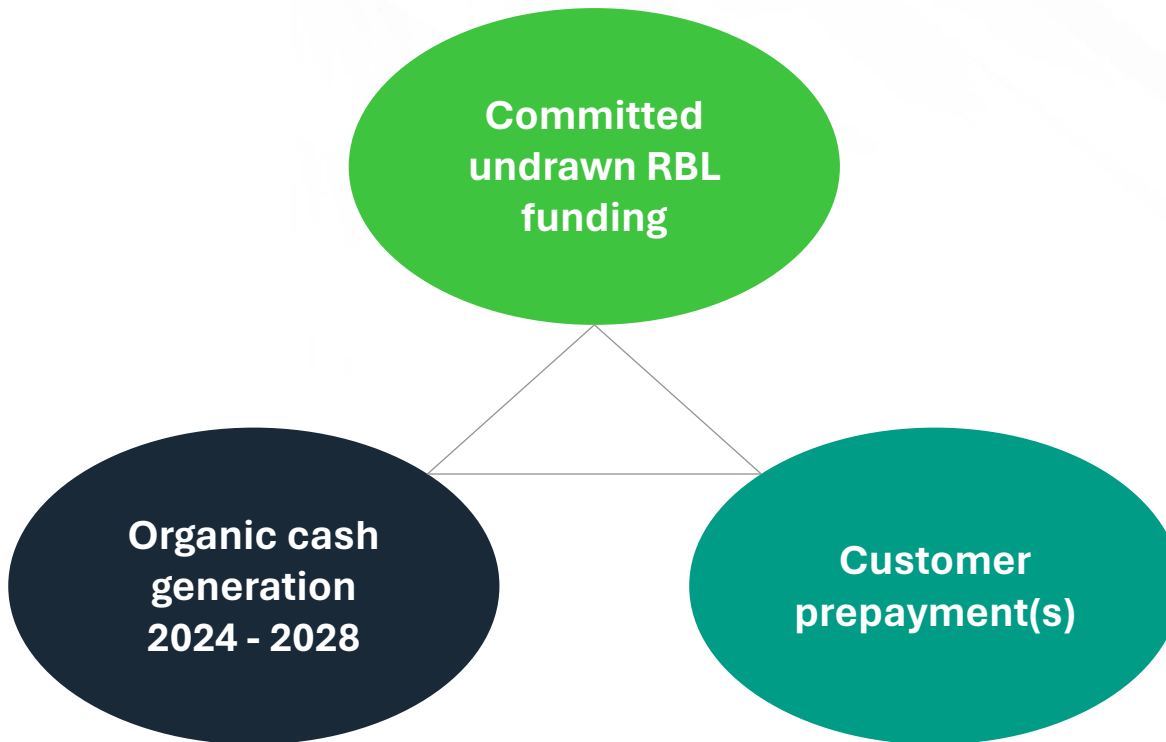 Committed
undrawn RBL
funding
Organic cash
generation
2024 - 2028
Customer
prepayment(s)